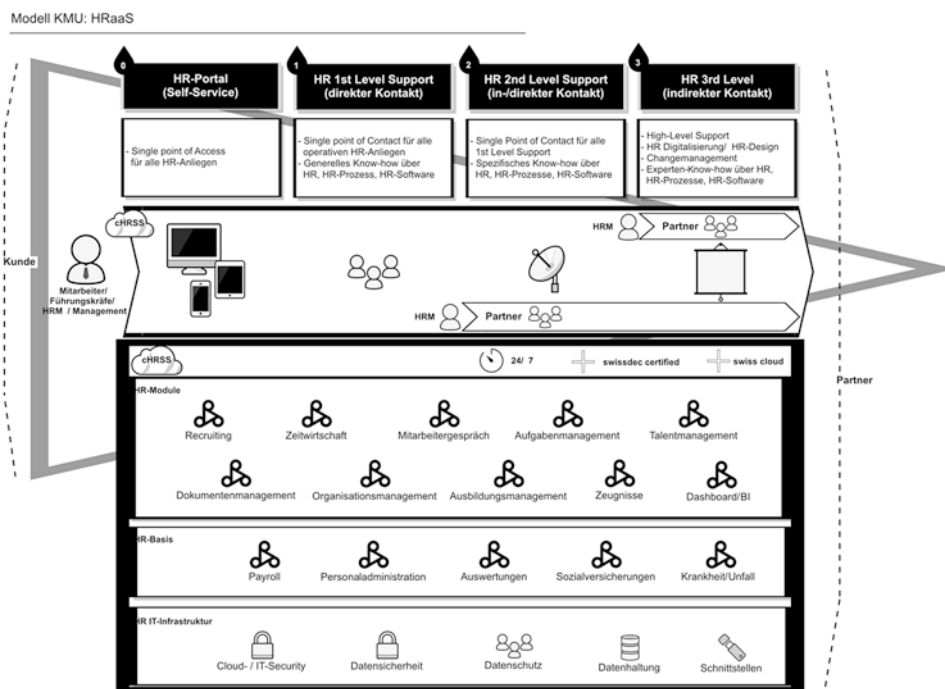 Modell KMU: HRaaS
0
HR-Portal
(Self-Service)
1
HR 1st Level Support
(direkter Kontakt)
2
HR 2nd Level Support
(in-/direkter Kontakt)
3
HR 3rd Level
(indirekter Kontakt)
- Single point of Access
für alle HR-Anliegen
- Single point of Contact für alle
operativen HR-Anliegen
- Generelles Know-how über
HR, HR-Prozess, HR-Software
- Single Point of Contact für alle
1st Level Support
- Spezifisches Know-how über
HR, HR-Prozesse, HR-Software
- High-Level Support
- HR Digitalisierung/ HR-Design
- Changemanagement
- Experten-Know-how über HR,
HR-Prozesse, HR-Software
cHRSS
HRM
Partner
Kunde
Mitarbeiter/
Führungskräfte/
HRM / Management
HRM
Partner
cHRSS
24/ 7
swissdec certified
swiss cloud
Partner
HR-Module
Recruiting
Zeitwirtschaft
Mitarbeitergespräch
Aufgabenmanagement
Talentmanagement
Dokumentenmanagement
Organisationsmanagement
Ausbildungsmanagement
Zeugnisse
Dashboard/BI
HR-Basis
Payroll
Personaladministration
Auswertungen
Sozialversicherungen
Krankheit/Unfall
HR IT-Infrastruktur
Cloud- / IT-Security
Datensicherheit
Datenschutz
Datenhaltung
Schnittstellen